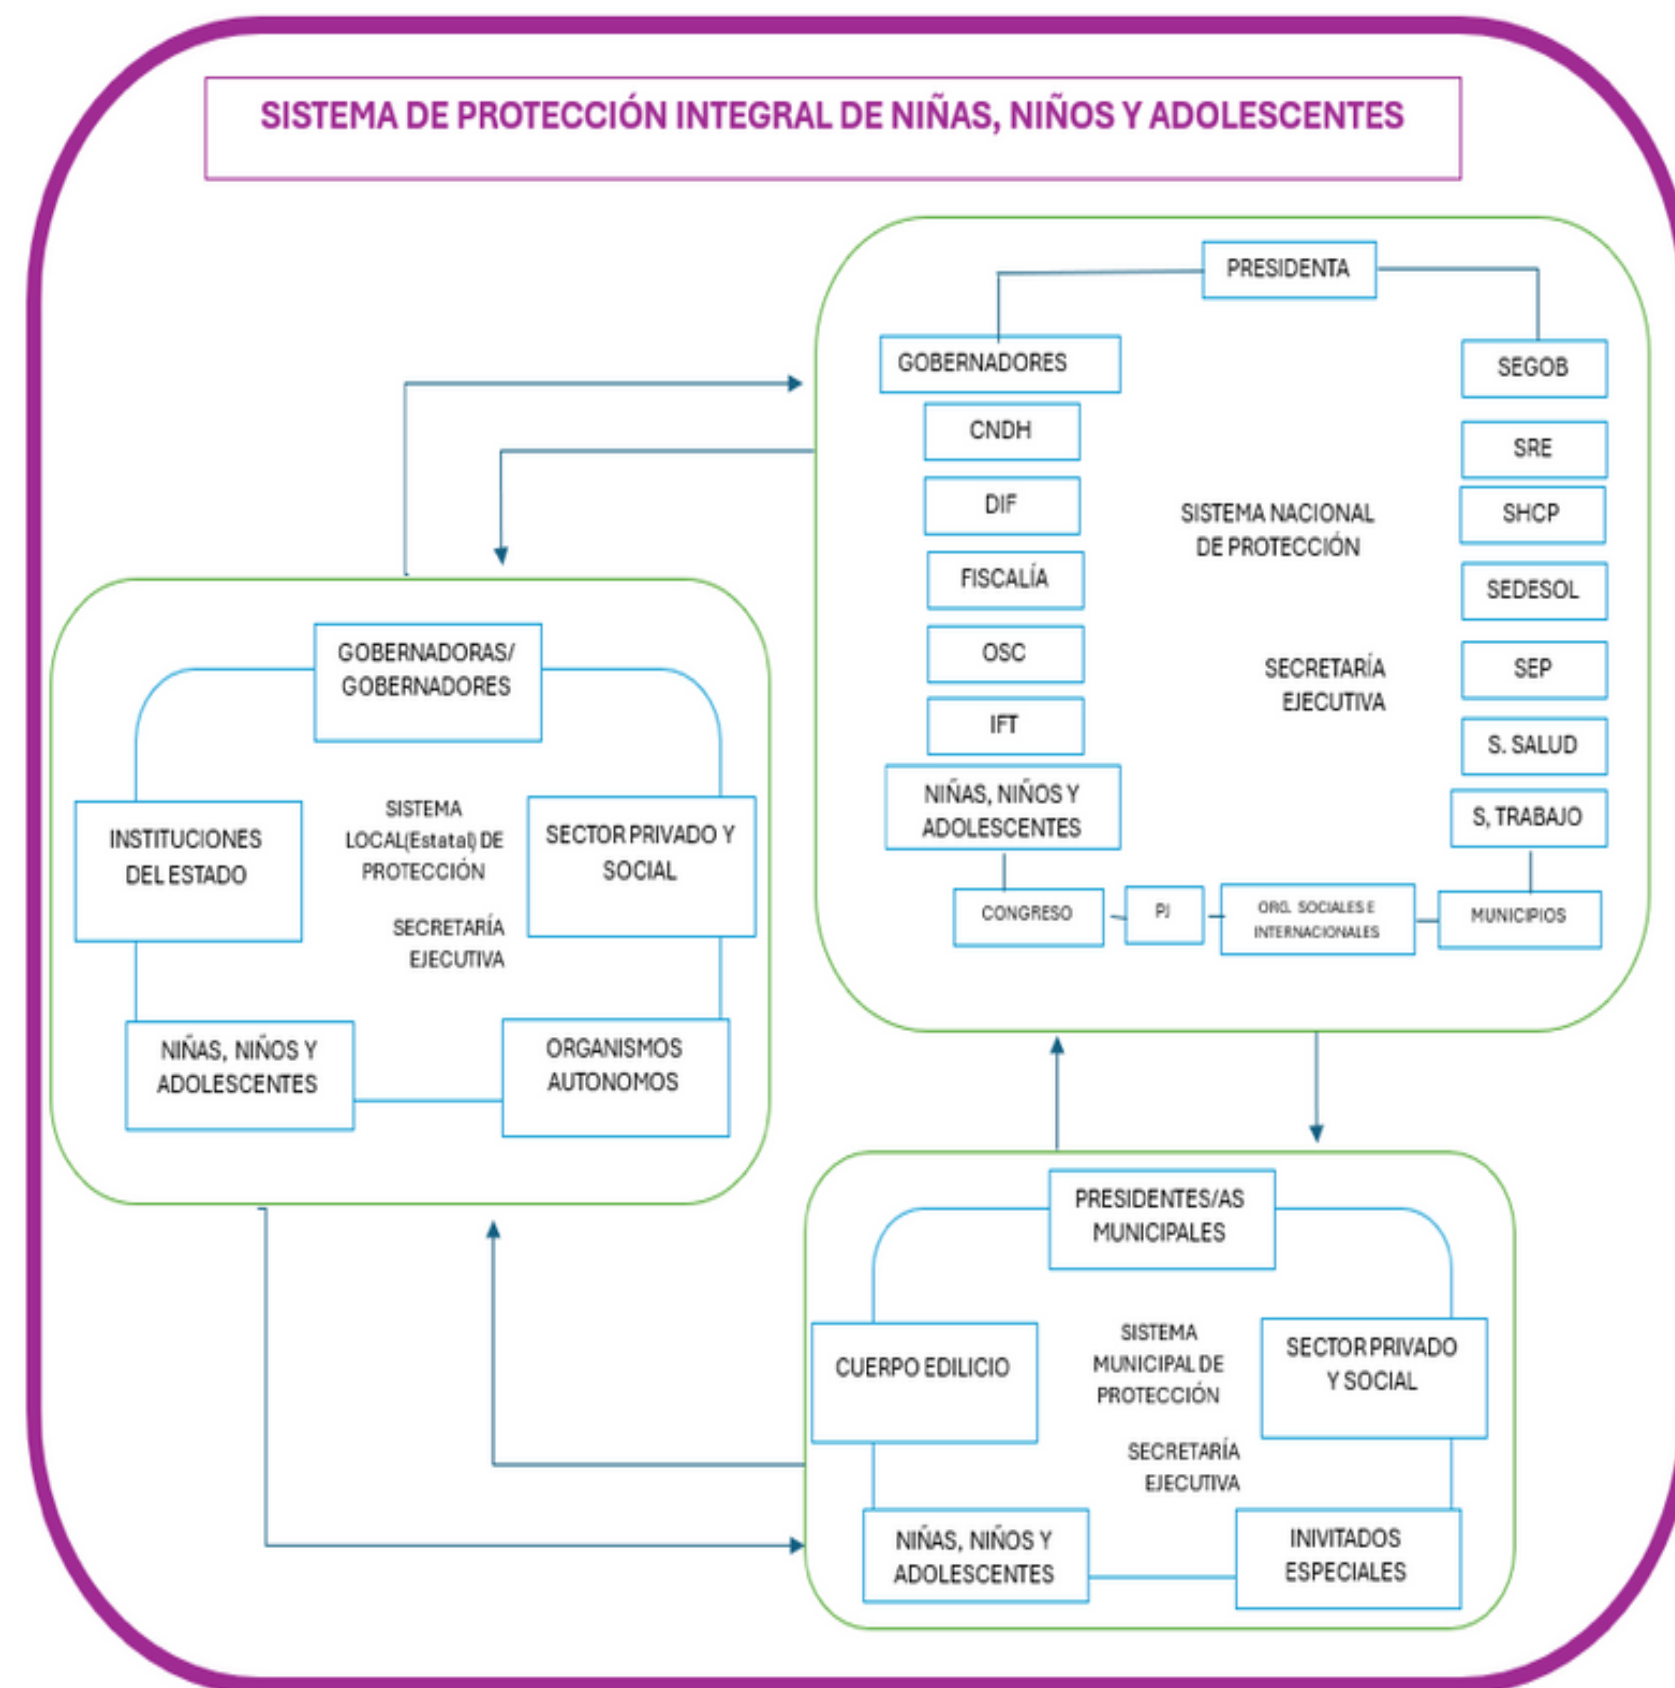 SISTEMA DE PROTECCIÓN INTEGRAL DE NIÑAS, NIÑOS Y ADOLESCENTES
PRESIDENTA
GOBERNADORES
CNDH
DIF
FISCALÍA
OSC
IFT
NIÑAS, NIÑOS Y
ADOLESCENTES
SISTEMA NACIONAL
DE PROTECCIÓN
SECRETARÍA
EJECUTIVA
SEGOB
SRE
SHCP
SEDESOL
SEP
S. SALUD
S, TRABAJO
CONGRESO
PJ
ORG. SOCIALES E
INTERNACIONALES
MUNICIPIOS
GOBERNADORAS/
GOBERNADORES
INSTITUCIONES
DEL ESTADO
SISTEMA
LOCAL(Estatal) DE
PROTECCIÓN
SECRETARÍA
EJECUTIVA
SECTOR PRIVADO Y
SOCIAL
NIÑAS, NIÑOS Y
ADOLESCENTES
ORGANISMOS
AUTONOMOS
PRESIDENTES/AS
MUNICIPALES
CUERPO EDILICIO
SISTEMA
MUNICIPAL DE
PROTECCIÓN
SECRETARÍA
EJECUTIVA
SECTOR PRIVADO
Y SOCIAL
NIÑAS, NIÑOS Y
ADOLESCENTES
INIVITADOS
ESPECIALES